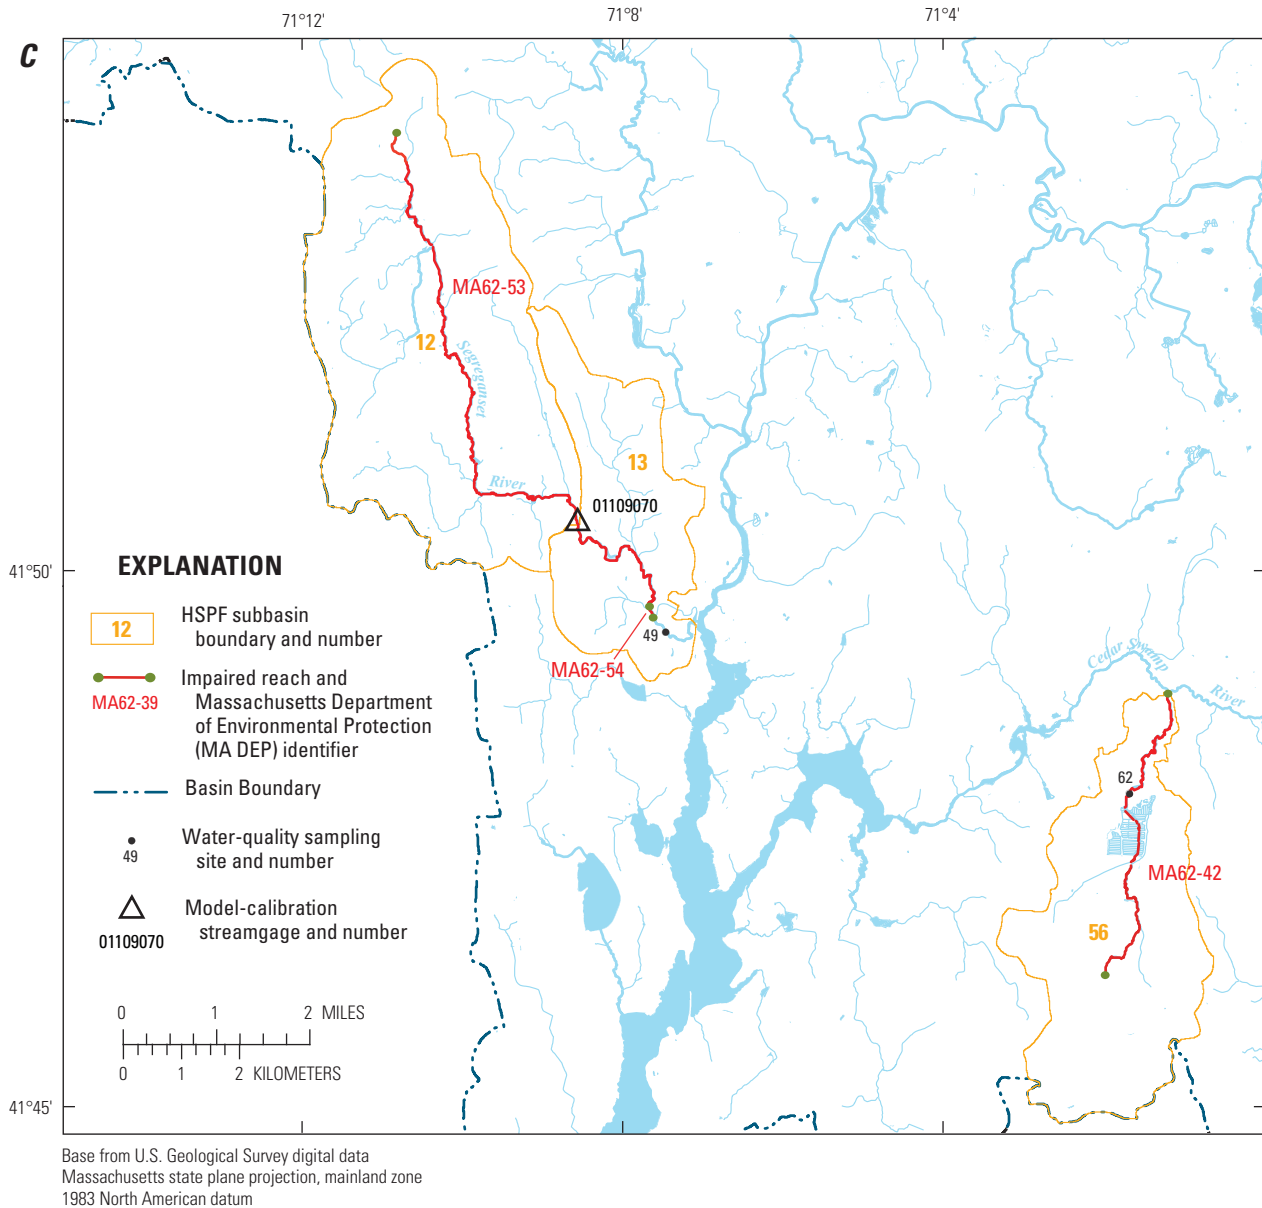 C
71°12'
71°8'
71°4'
MA62-53
12
Segreganset
13
River
01109070
41°50'
EXPLANATION
12
HSPF subbasin
boundary and number
Impaired reach and
MA62-39
Massachusetts Department
of Environmental Protection
(MA DEP) identifier
Basin Boundary
Water-quality sampling
49
site and number
Model-calibration
01109070
streamgage and number
49
MA62-54
Cedar Swamp
River
62
MA62-42
56
0 1 2 MILES
0 1 2 KILOMETERS
41°45'
Base from U.S. Geological Survey digital data
Massachusetts state plane projection, mainland zone
1983 North American datum